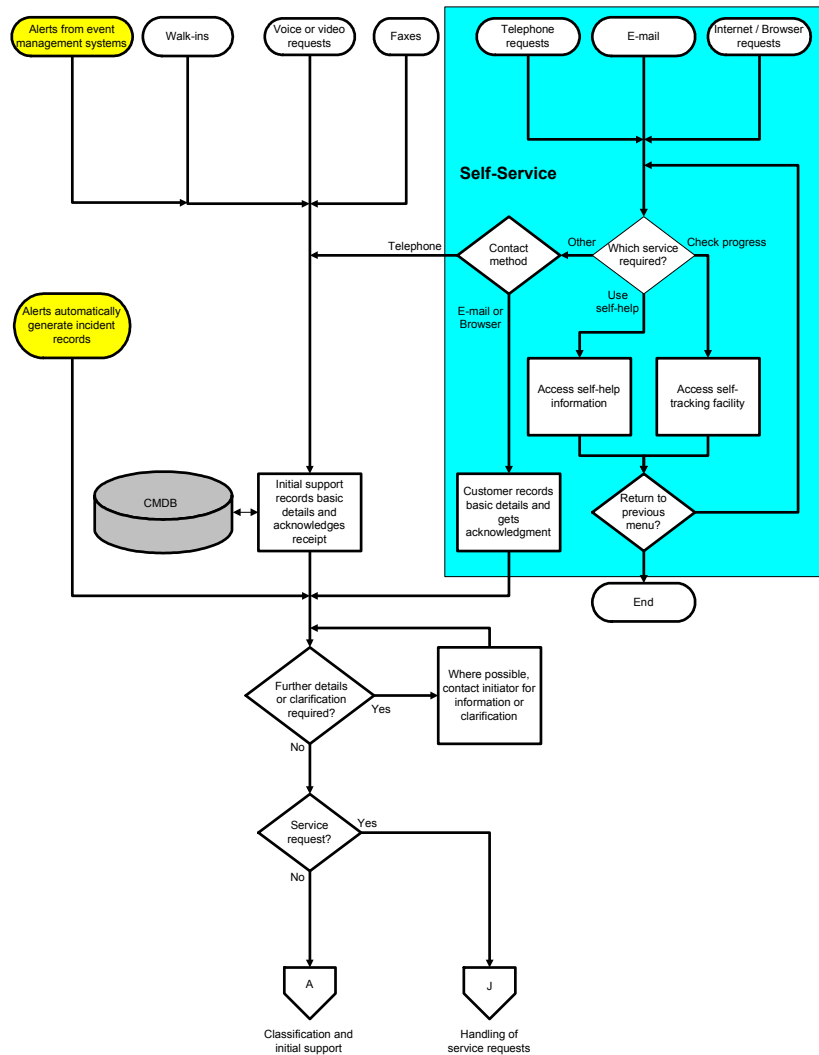 Alerts from event
management systems
Walk-ins
Voice or video
requests
Faxes
Telephone
requests
E-mail
Internet / Browser
requests
Self-Service
Telephone
Contact
method
Other
Which service
required?
Check progress
Use
self-help
E-mail or
Browser
Alerts automatically
generate incident
records
Access self-help
information
Access self-
tracking facility
CMDB
Initial support
records basic
details and
acknowledges
receipt
Customer records
basic details and
gets
acknowledgment
Return to
previous
menu?
End
Further details
or clarification
required?
Yes
Where possible,
contact initiator for
information or
clarification
No
Service
request?
Yes
No
A
J
Classification and
initial support
Handling of
service requests